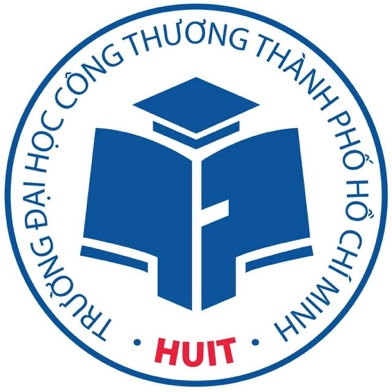 TRƯỜNG ĐẠI HỌC CÔNG THƯƠNG THÀNH PHỐ HỒ CHÍ MINH
HUIT